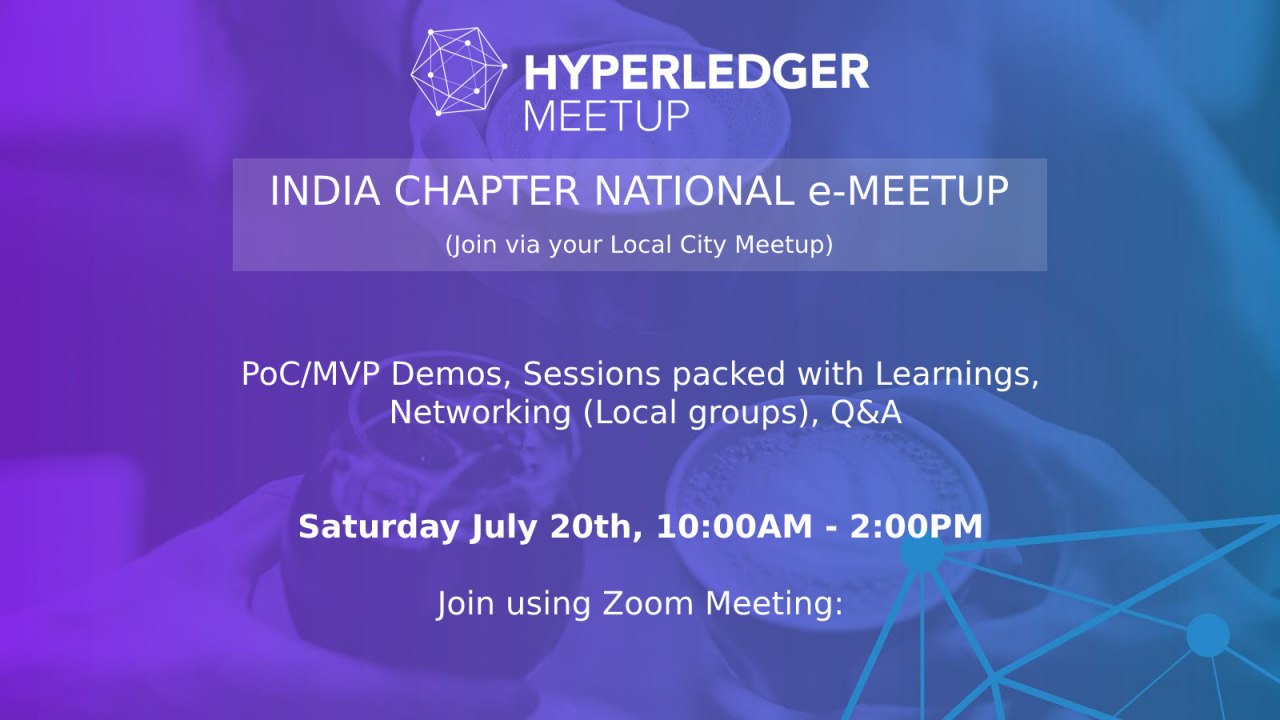 HYPERLEDGER
MEETUP
INDIA CHAPTER NATIONAL e-MEETUP
(Join via your Local City Meetup)
PoC/MVP Demos, Sessions packed with Learnings,
Networking (Local groups), Q&A
Saturday July 20th, 10:00AM - 2:00PM
Join using Zoom Meeting: